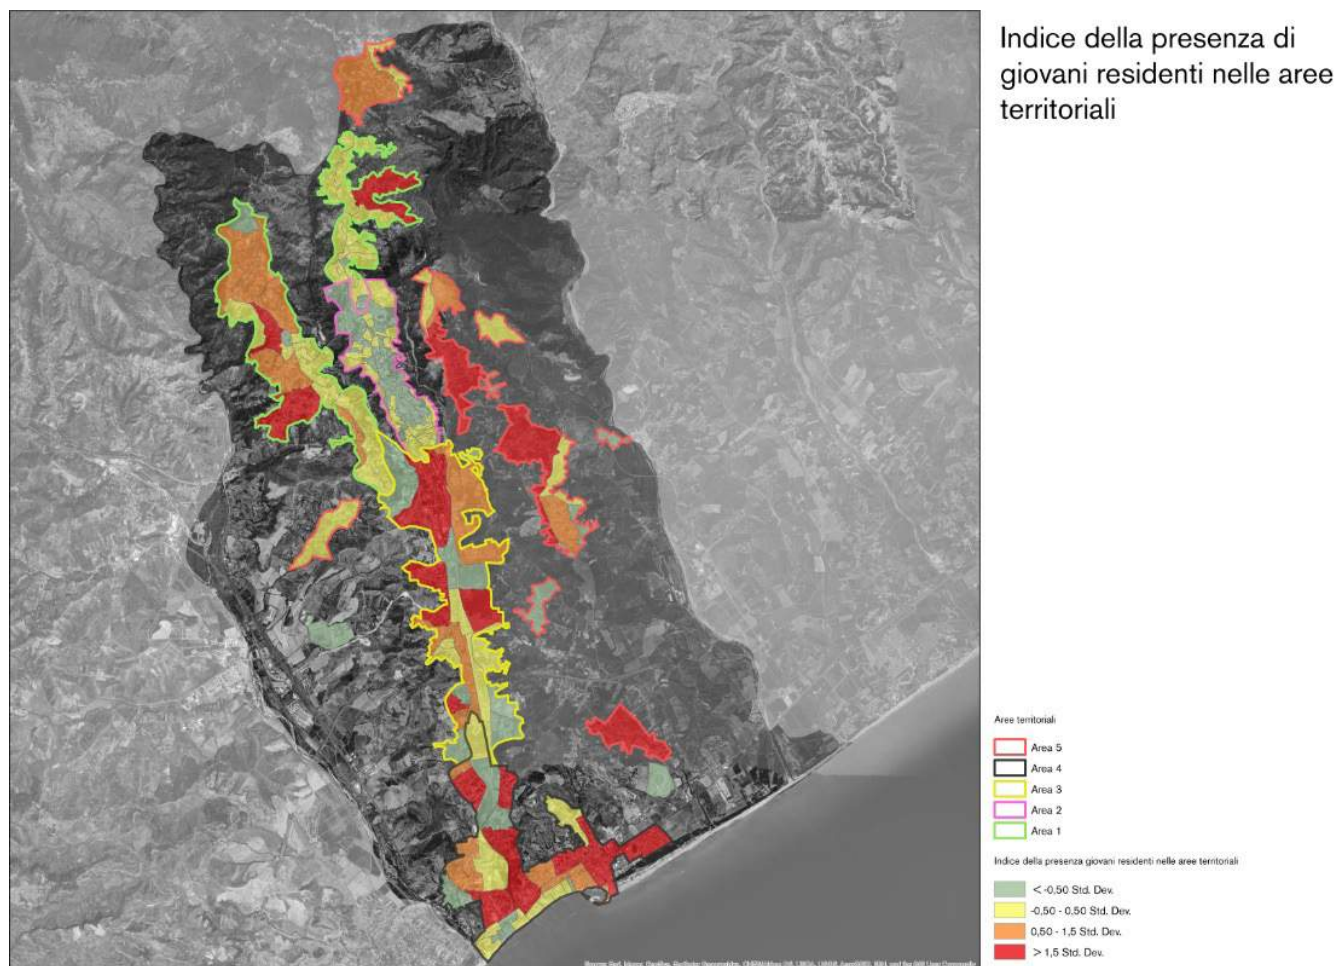 Indice della presenza di
giovani residenti nelle aree
territoriali
Aree territoriali
Area 5
Area 4
Area 3
Area 2
Area 1
Indice della presenza giovani residenti nelle aree territoriali
< -0,50 Std. Dev.
-0,50 - 0,50 Std. Dev.
0,50 - 1,5 Std. Dev.
> 1,5 Std. Dev.